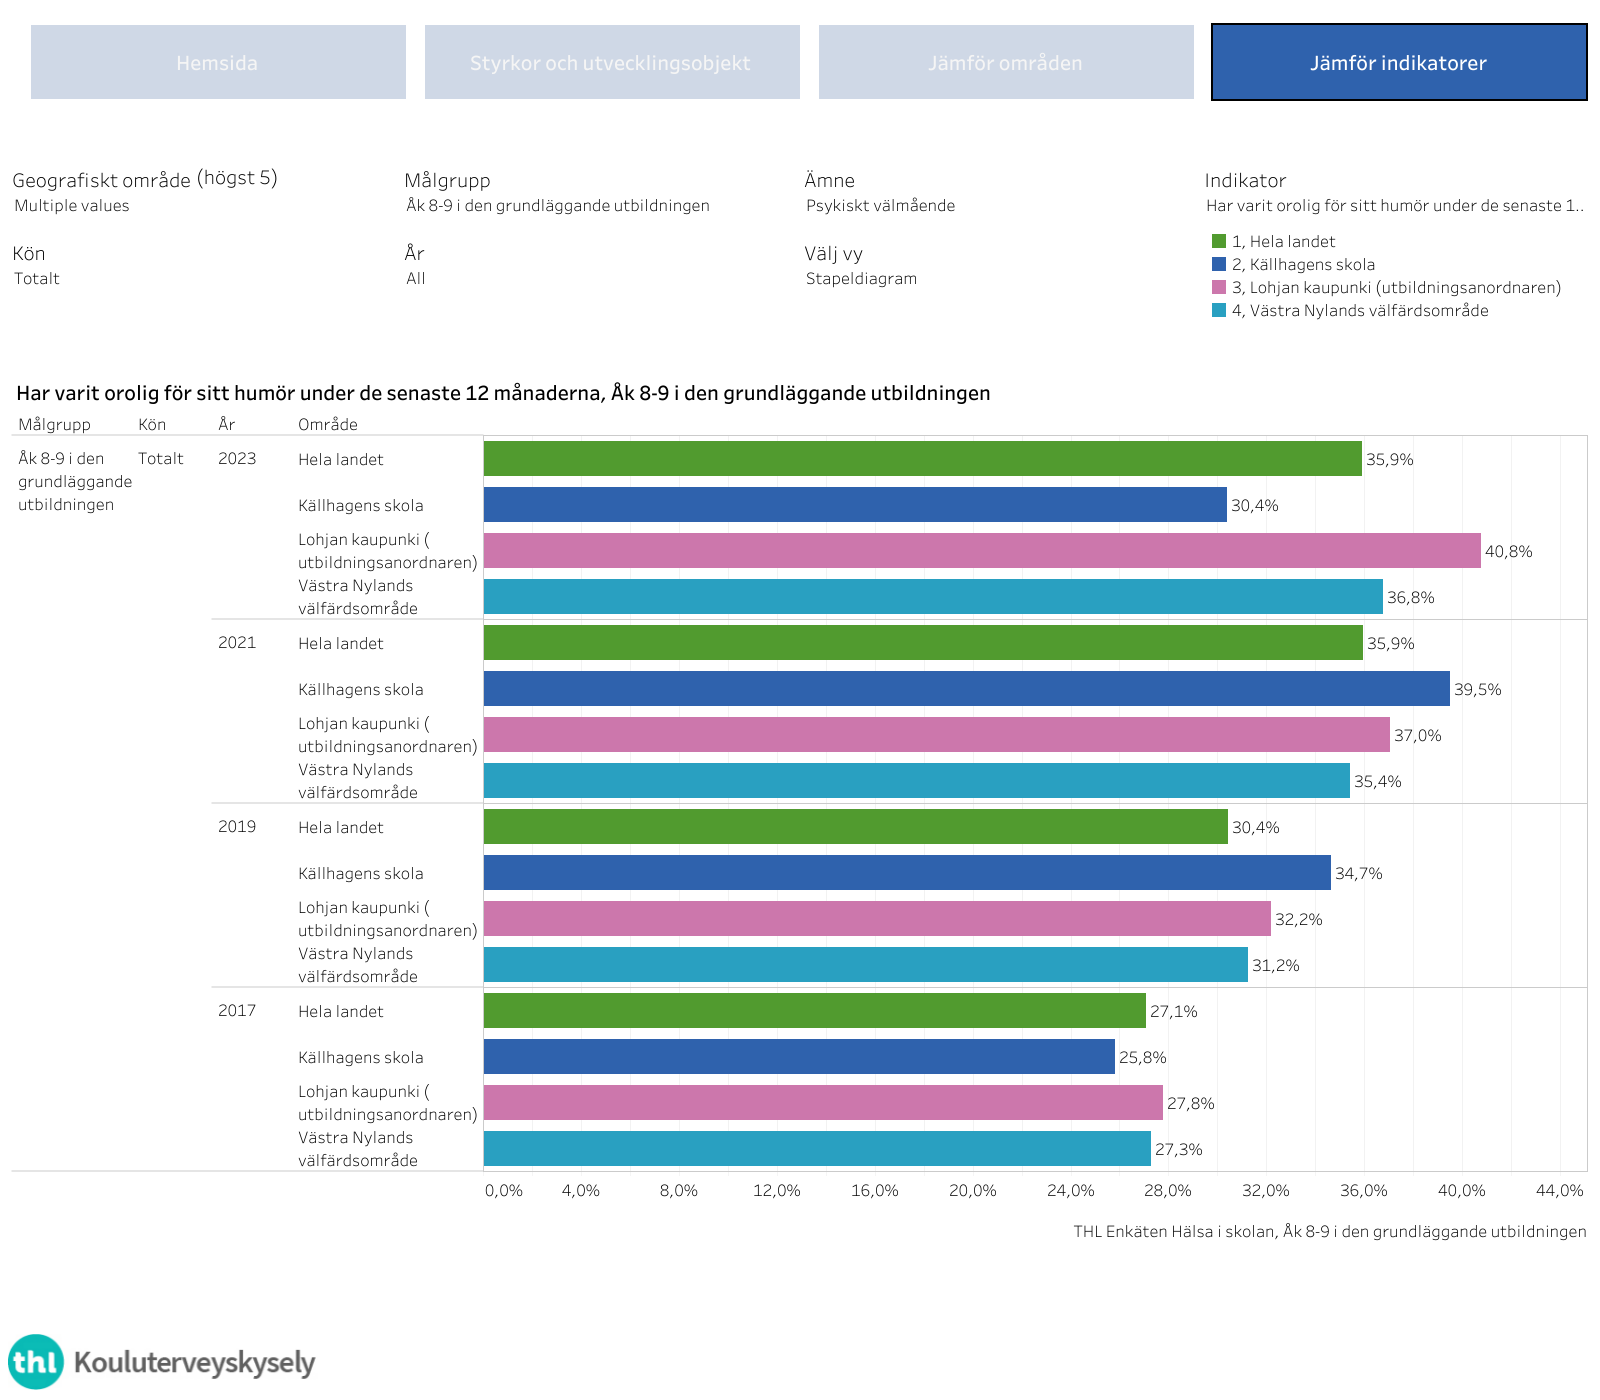 Hemsida
Styrkor och utvecklingsobjekt
Jämför områden
Jämför indikatorer
Geografiskt område (högst 5)
Multiple values
Målgrupp
Åk 8-9 i den grundläggande utbildningen
Ämne
Psykiskt välmående
Indikator
Har varit orolig för sitt humör under de senaste 1..
Kön
Totalt
År
All
Välj vy
Stapeldiagram
1, Hela landet
2, Källhagens skola
3, Lohjan kaupunki (utbildningsanordnaren)
4, Västra Nylands välfärdsområde
Har varit orolig för sitt humör under de senaste 12 månaderna, Åk 8-9 i den grundläggande utbildningen
Målgrupp Kön År Område
Åk 8-9 i den
grundläggande
utbildningen
Totalt
2023
Hela landet
35,9%
Källhagens skola
30,4%
Lohjan kaupunki (
utbildningsanordnaren)
40,8%
Västra Nylands
välfärdsområde
36,8%
2021
Hela landet
35,9%
Källhagens skola
39,5%
Lohjan kaupunki (
utbildningsanordnaren)
37,0%
Västra Nylands
välfärdsområde
35,4%
2019
Hela landet
30,4%
Källhagens skola
34,7%
Lohjan kaupunki (
utbildningsanordnaren)
32,2%
Västra Nylands
välfärdsområde
31,2%
2017
Hela landet
27,1%
Källhagens skola
25,8%
Lohjan kaupunki (
utbildningsanordnaren)
27,8%
Västra Nylands
välfärdsområde
27,3%
0,0% 4,0% 8,0% 12,0% 16,0% 20,0% 24,0% 28,0% 32,0% 36,0% 40,0% 44,0%
THL Enkäten Hälsa i skolan, Åk 8-9 i den grundläggande utbildningen
thl Kouluterveyskysely